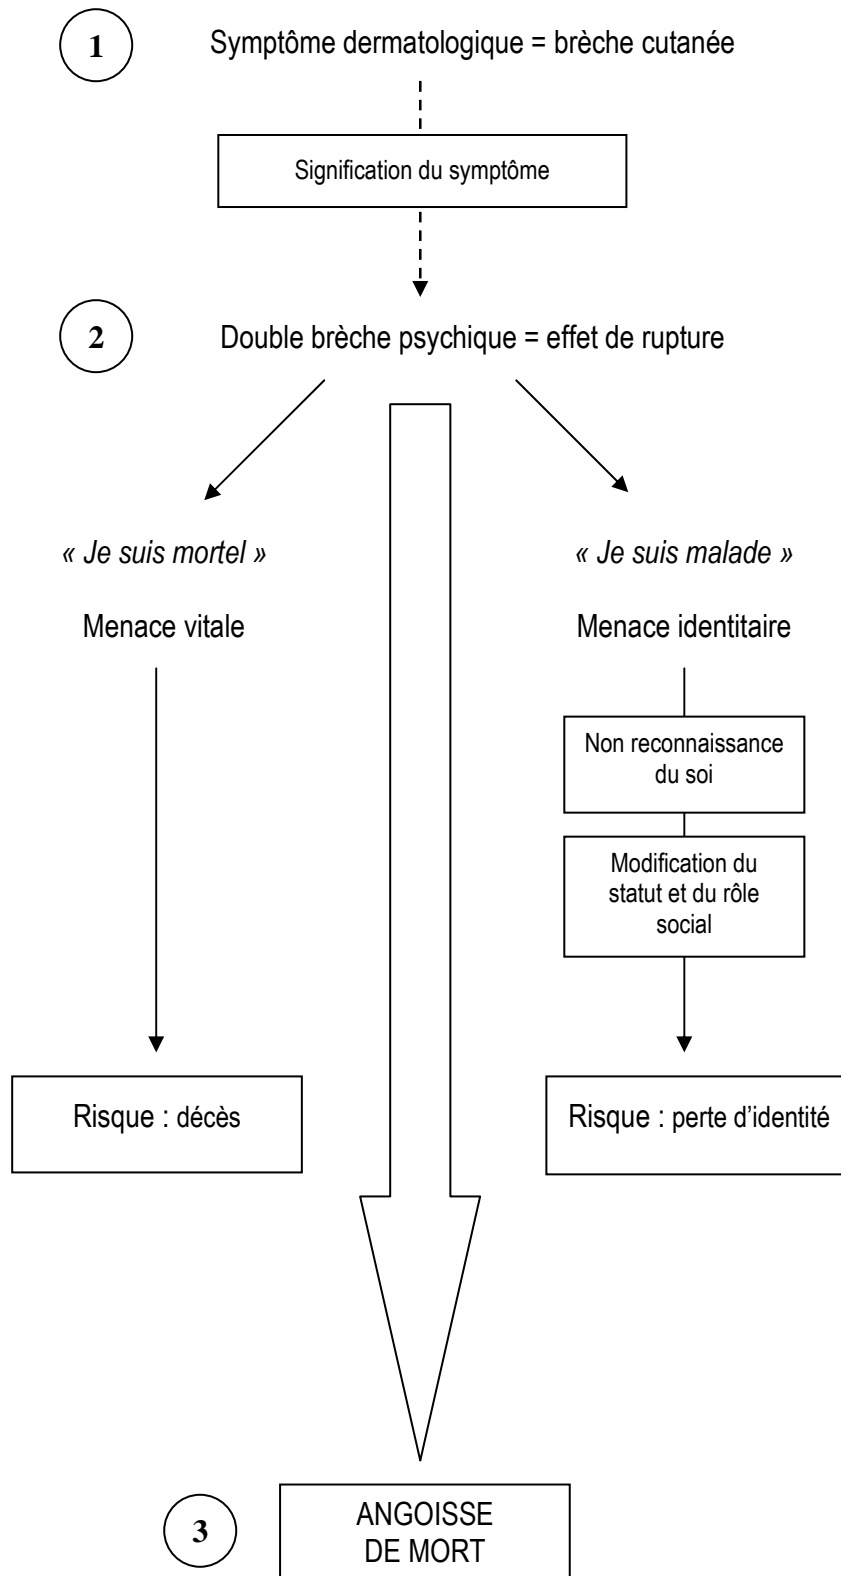 1
Symptôme dermatologique = brèche cutanée
Signification du symptôme
2
Double brèche psychique = effet de rupture
« Je suis mortel »
« Je suis malade »
Menace vitale
Menace identitaire
Non reconnaissance
du soi
Modification du
statut et du rôle
social
Risque : décès
Risque : perte d’identité
3
ANGOISSE
DE MORT